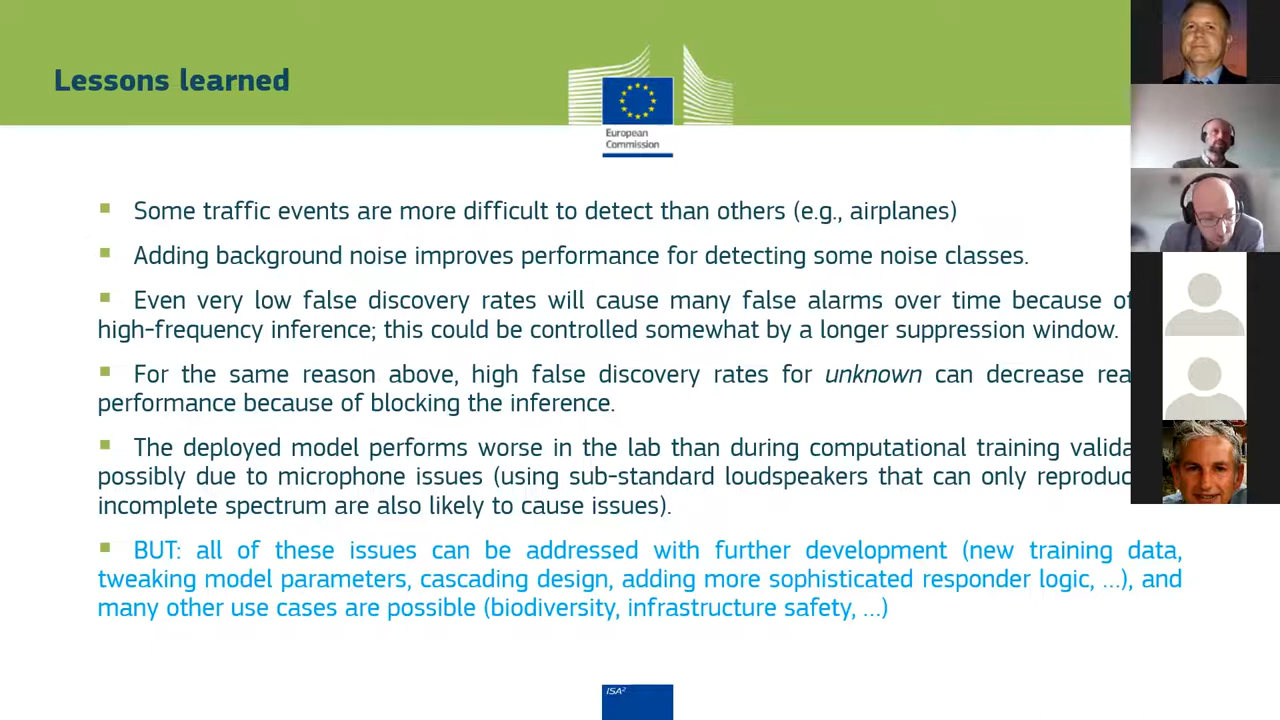 Lessons learned
European
Commission
Some traffic events are more difficult to detect than others (e.g., airplanes)
Adding background noise improves performance for detecting some noise classes.
Even very low false discovery rates will cause many false alarms over time because of
high-frequency inference; this could be controlled somewhat by a longer suppression window.
For the same reason above, high false discovery rates for unknown can decrease rea
performance because of blocking the inference.
The deployed model performs worse in the lab than during computational training valida
possibly due to microphone issues (using sub-standard loudspeakers that can only reproduc
incomplete spectrum are also likely to cause issues).
BUT: all of these issues can be addressed with further development (new training data,
tweaking model parameters, cascading design, adding more sophisticated responder logic, ...), and
many other use cases are possible (biodiversity, infrastructure safety, ...)
ISA²